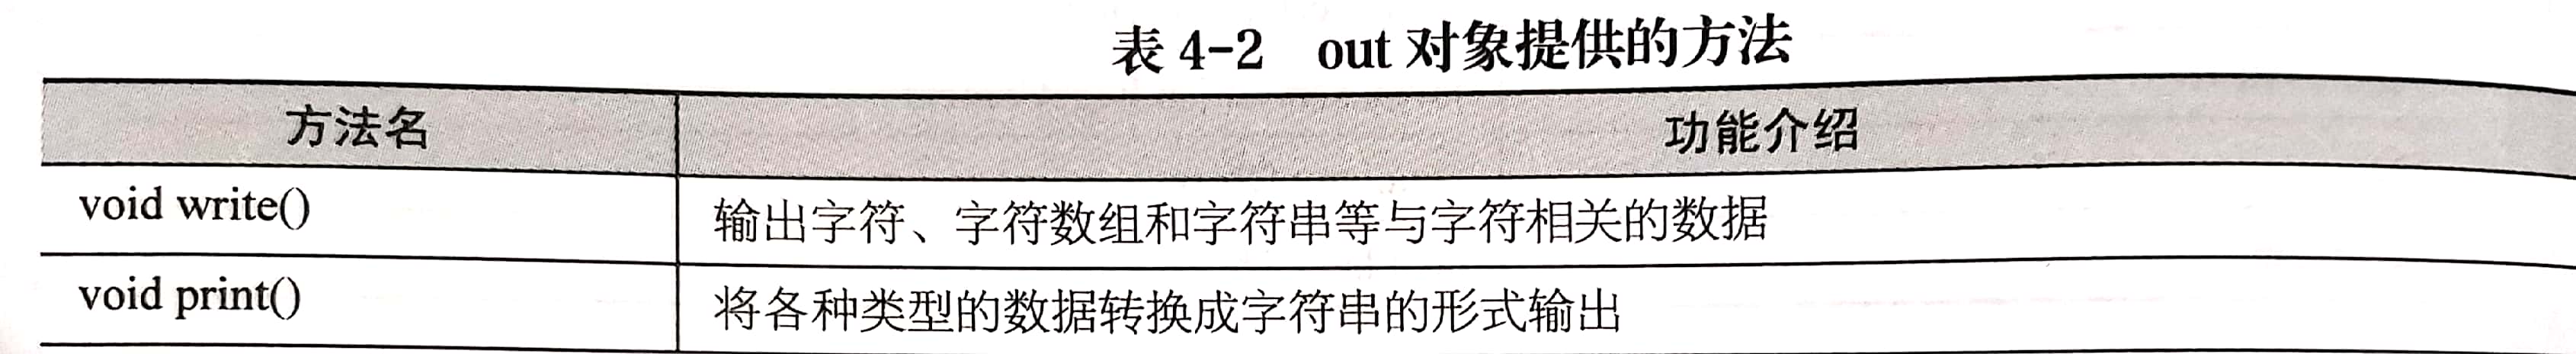 表 4-2 out 对象提供的方法
方法名 功能介绍
void write() 输出字符、字符数组和字符串等与字符相关的数据
void print() 将各种类型的数据转换成字符串的形式输出